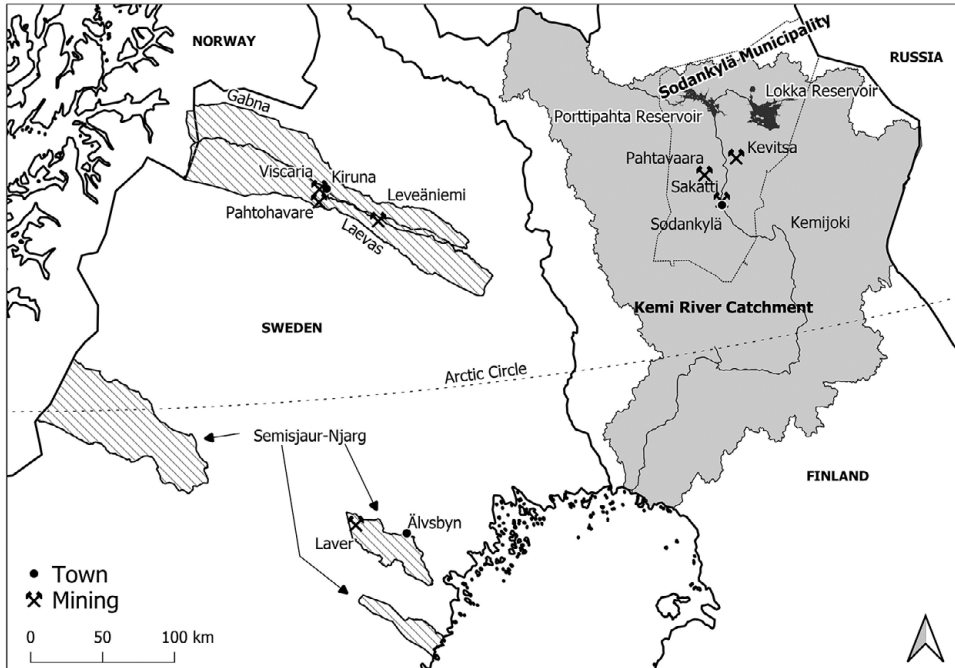 NORWAY
Sodankylä Municipality
RUSSIA
Gabna
Lokka Reservoir
Porttipahta Reservoir
Kevitsa
Pahtavaara
Viscaria
Kiruna
Sakatti
Leveäniemi
Pahtohavare
Sodankylä
Kemijoki
Laevas
Kemi River Catchment
SWEDEN
Arctic Circle
Semisjaur-Njarg
FINLAND
Älvsbyn
Laver
Town
Mining
0 50 100 km